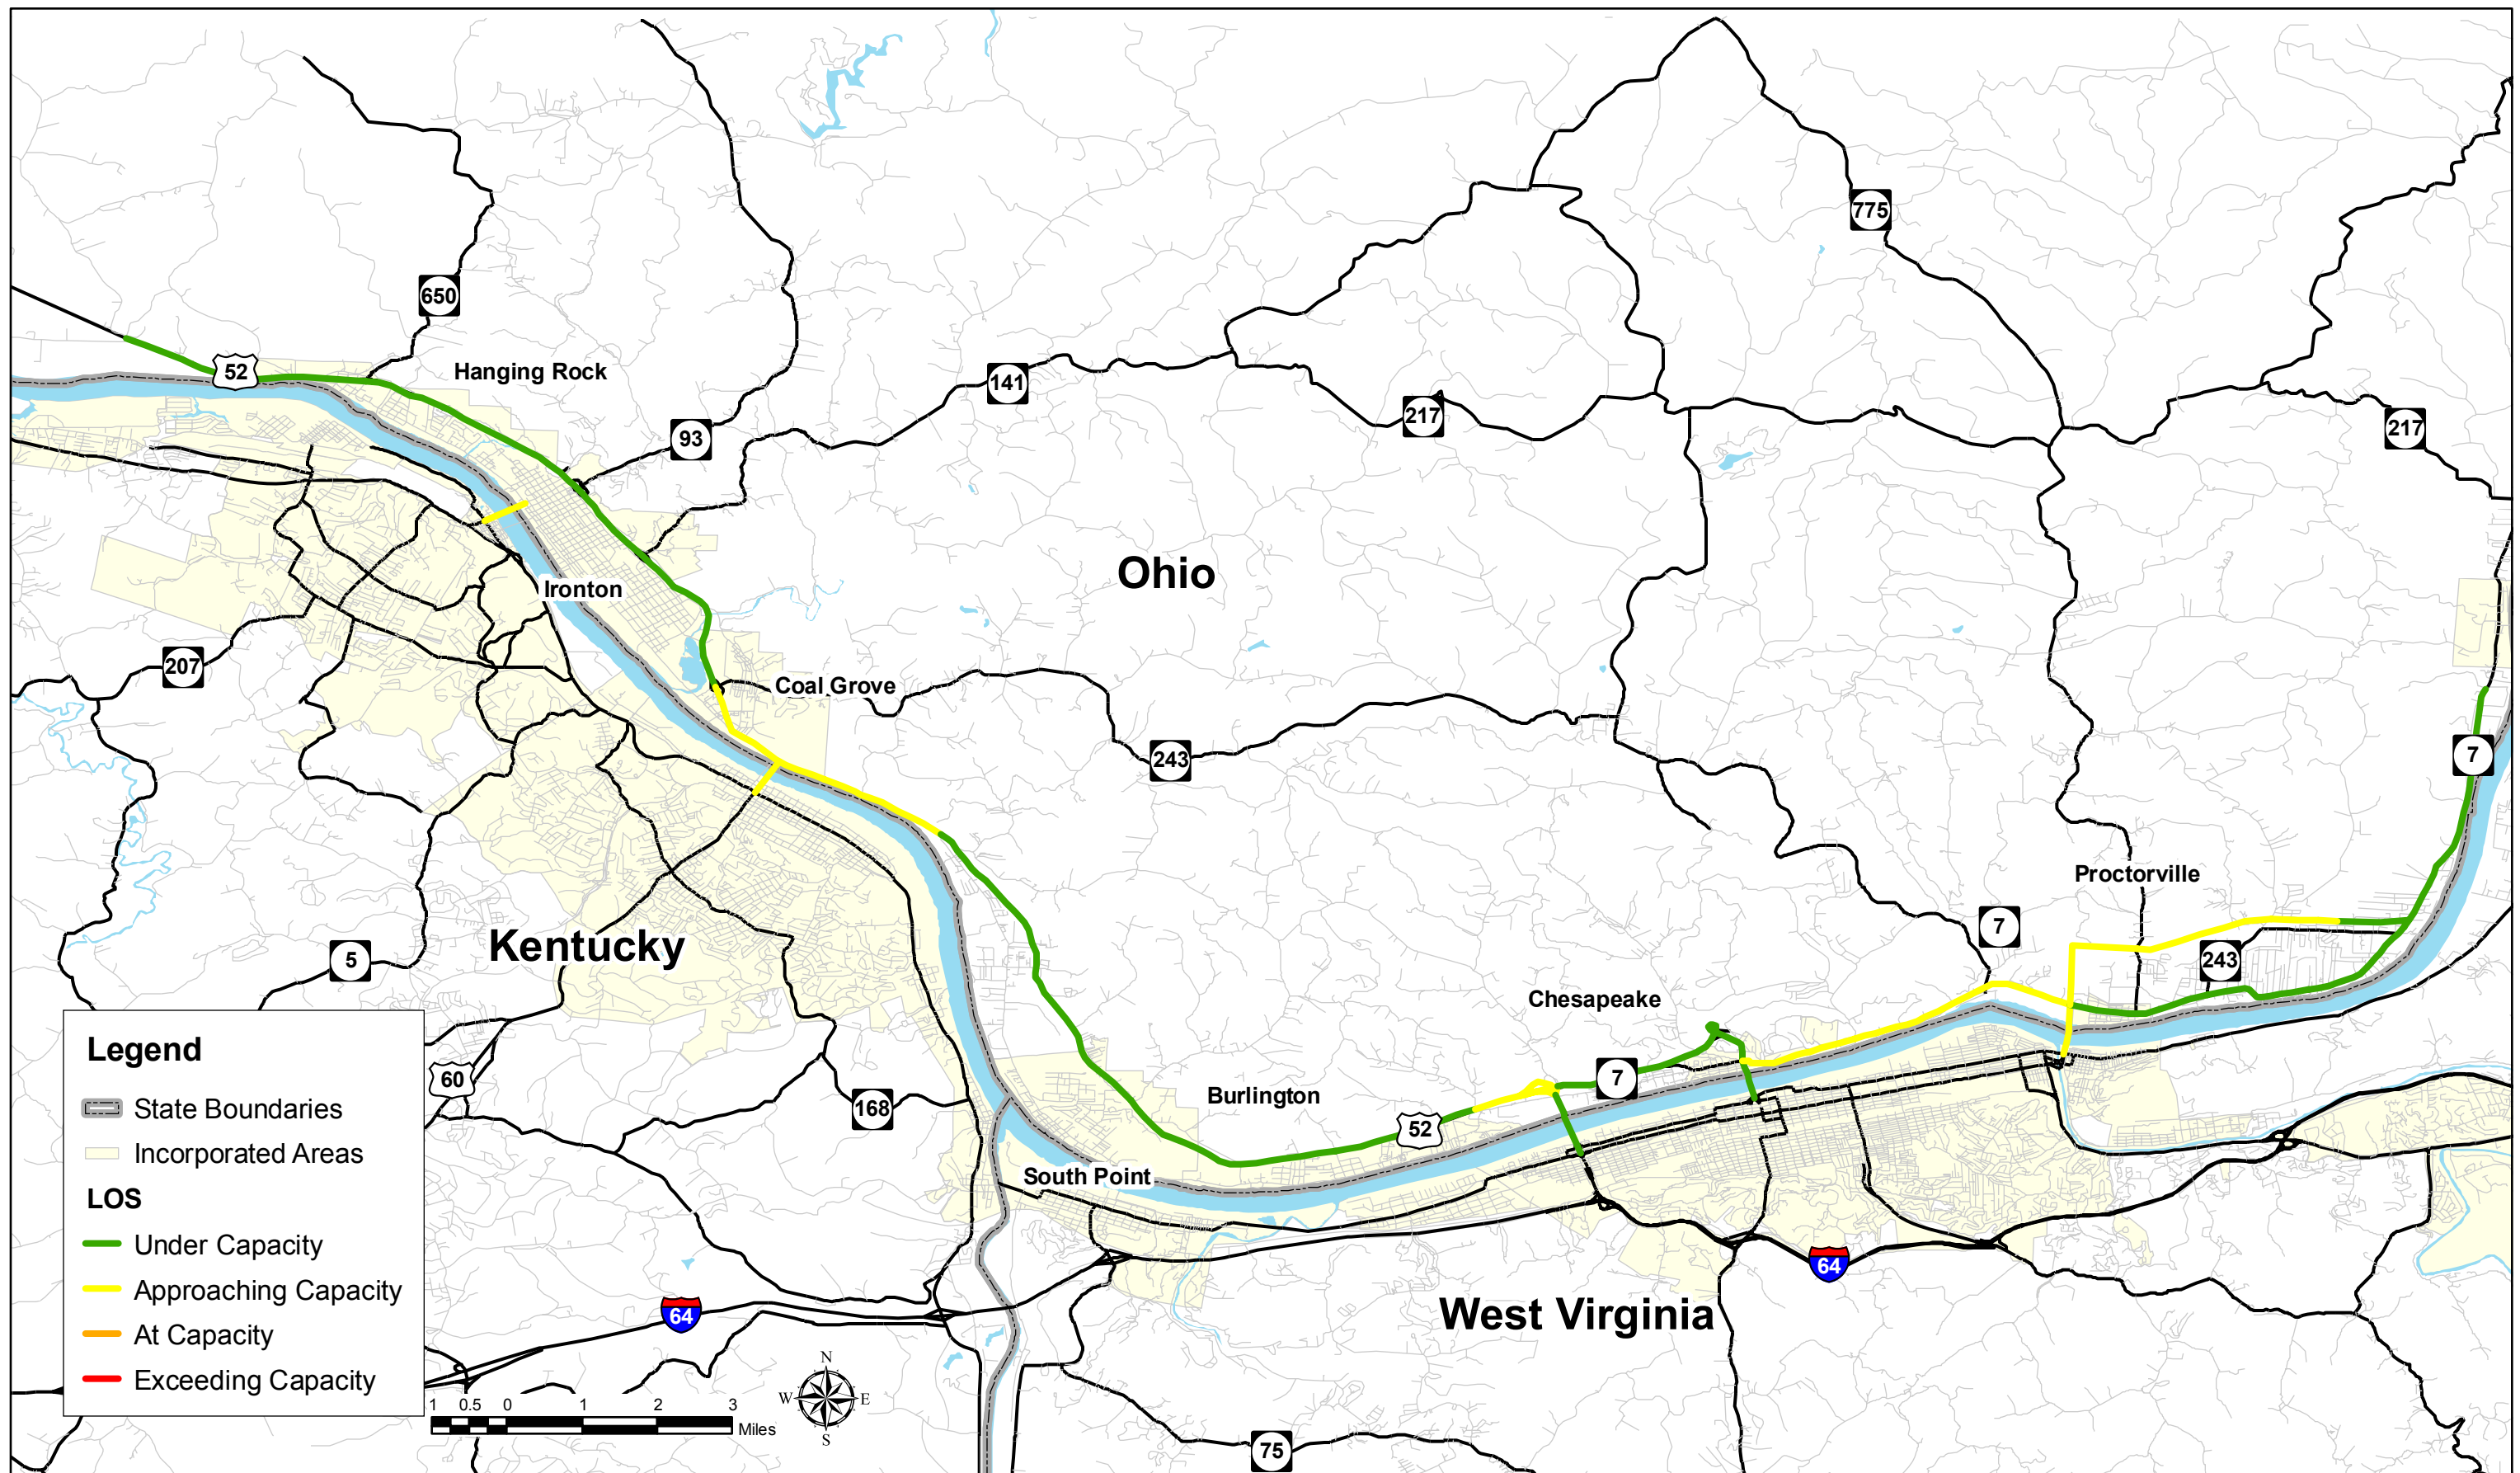 775
650
52
Hanging Rock
141
217
217
93
Ohio
Ironton
207
Coal Grove
243
7
Proctorville
7
Kentucky
5
243
Chesapeake
7
60
168
Burlington
52
South Point
64
West Virginia
64
75
Legend
State Boundaries
Incorporated Areas
LOS
Under Capacity
Approaching Capacity
At Capacity
Exceeding Capacity
1 0.5 0 1 2 3
Miles
N
W E
S